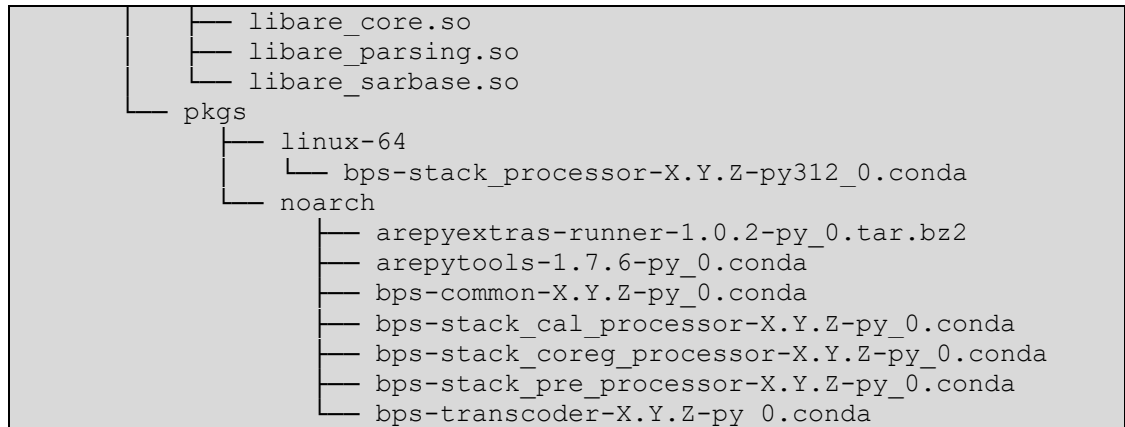 │   ├── libare_core.so
│   ├── libare_parsing.so
│   └── libare_sarbase.so
└── pkgs
    ├── linux-64
    │   └── bps-stack_processor-X.Y.Z-py312_0.conda
    └── noarch
        ├── arepyextras-runner-1.0.2-py_0.tar.bz2
        ├── arepytools-1.7.6-py_0.conda
        ├── bps-common-X.Y.Z-py_0.conda
        ├── bps-stack_cal_processor-X.Y.Z-py_0.conda
        ├── bps-stack_coreg_processor-X.Y.Z-py_0.conda
        ├── bps-stack_pre_processor-X.Y.Z-py_0.conda
        └── bps-transcoder-X.Y.Z-py_0.conda